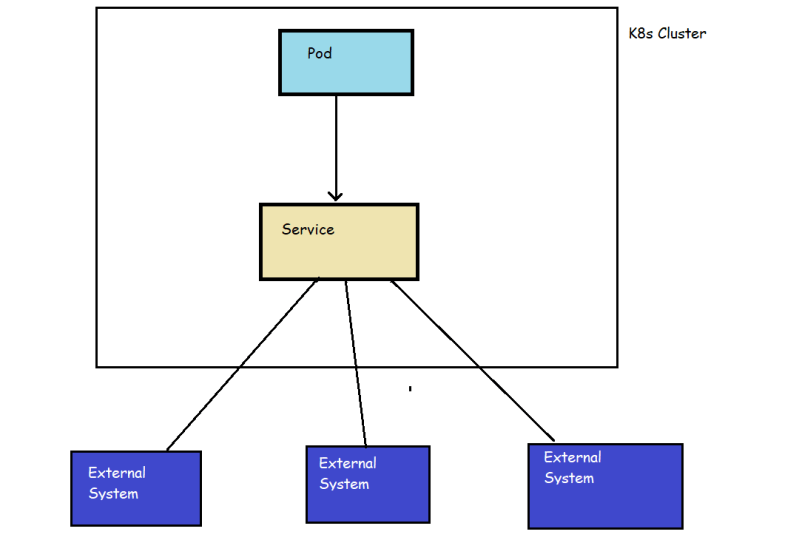 Pod
K8s Cluster
Service
External
System
External
System
External
System